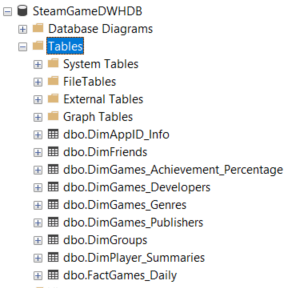 SteamGameDWHDB
Database Diagrams
Tables
System Tables
FileTables
External Tables
Graph Tables
dbo.DimAppID_Info
dbo.DimFriends
dbo.DimGames_Achievement_Percentage
dbo.DimGames_Developers
dbo.DimGames_Genres
dbo.DimGames_Publishers
dbo.DimGroups
dbo.DimPlayer_Summaries
dbo.FactGames_Daily